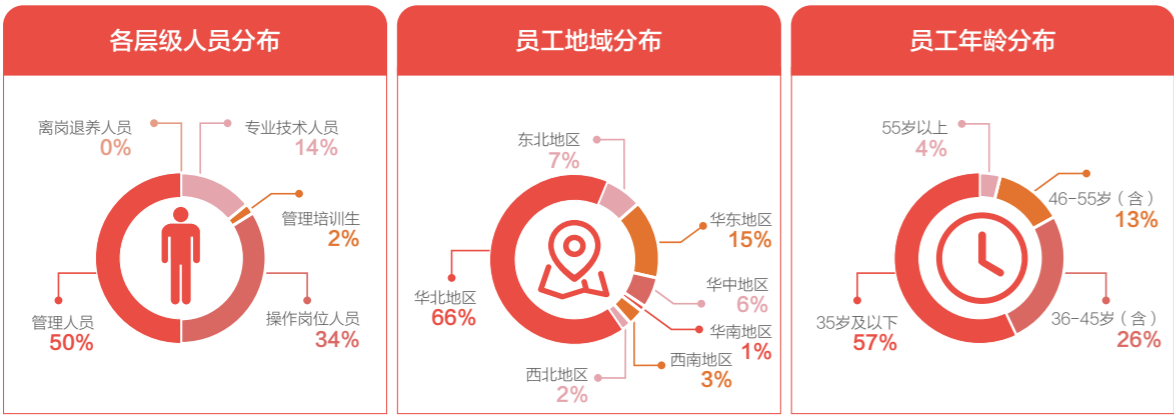 各层级人员分布
离岗退养人员
0%
专业技术人员
14%
管理培训生
2%
管理人员
50%
操作岗位人员
34%
员工地域分布
东北地区
7%
华东地区
15%
华中地区
6%
华北地区
66%
华南地区
1%
西南地区
3%
西北地区
2%
员工年龄分布
55岁以上
4%
46-55岁（含）
13%
35岁及以下
57%
36-45岁（含）
26%